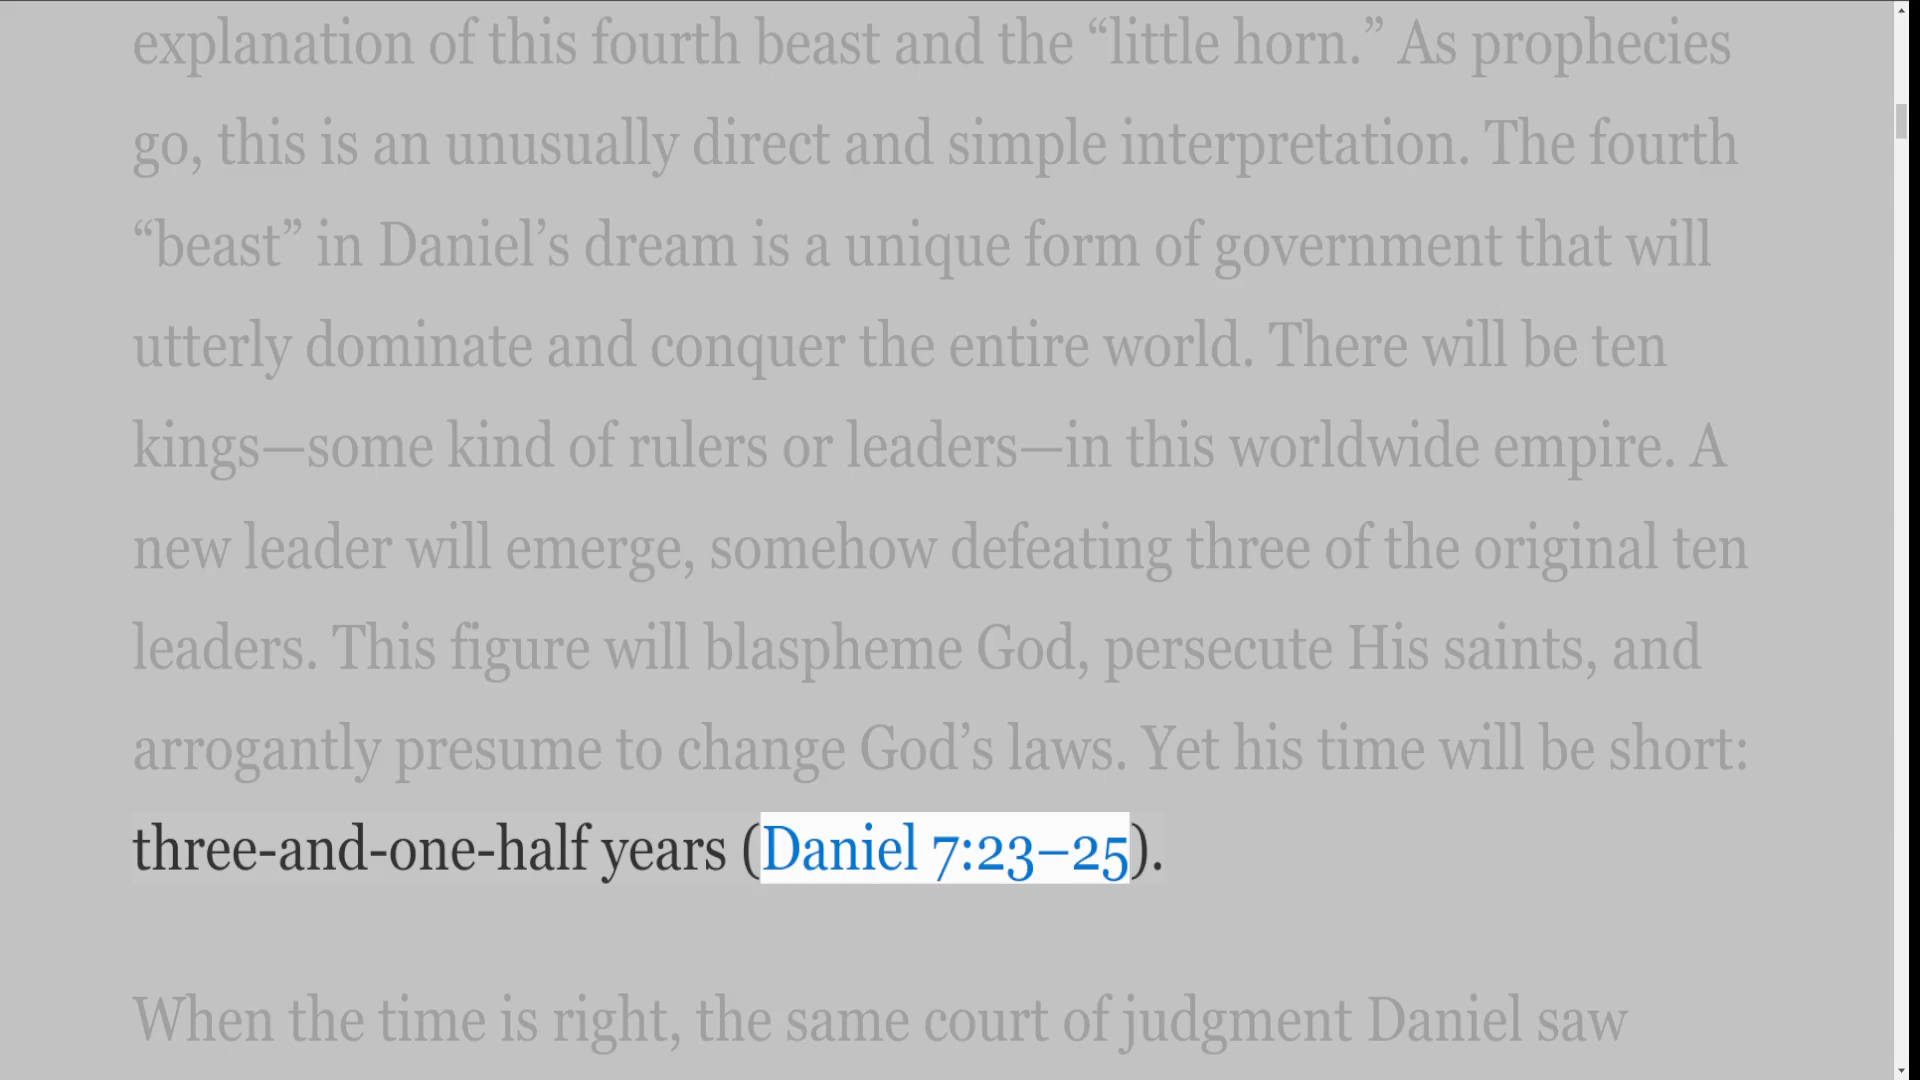 explanation of this fourth beast and the “little horn.” As prophecies
go, this is an unusually direct and simple interpretation. The fourth
“beast” in Daniel’s dream is a unique form of government that will
utterly dominate and conquer the entire world. There will be ten
kings—some kind of rulers or leaders—in this worldwide empire. A
new leader will emerge, somehow defeating three of the original ten
leaders. This figure will blaspheme God, persecute His saints, and
arrogantly presume to change God’s laws. Yet his time will be short:
three-and-one-half years (Daniel 7:23–25).
When the time is right, the same court of judgment Daniel saw